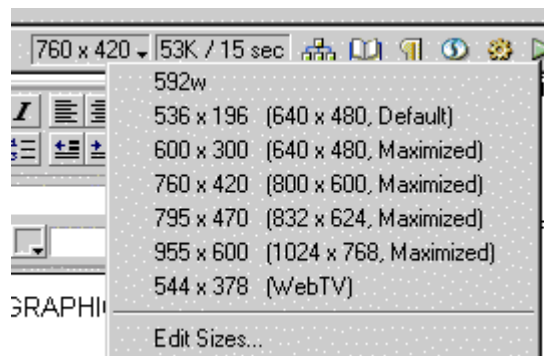 760 x 420 53K / 15 sec
I
592w
536 x 196 (640 x 480, Default)
600 x 300 (640 x 480, Maximized)
760 x 420 (800 x 600, Maximized)
795 x 470 (832 x 624, Maximized)
955 x 600 (1024 x 768, Maximized)
544 x 378 (WebTV)
GRAPHI
Edit Sizes...